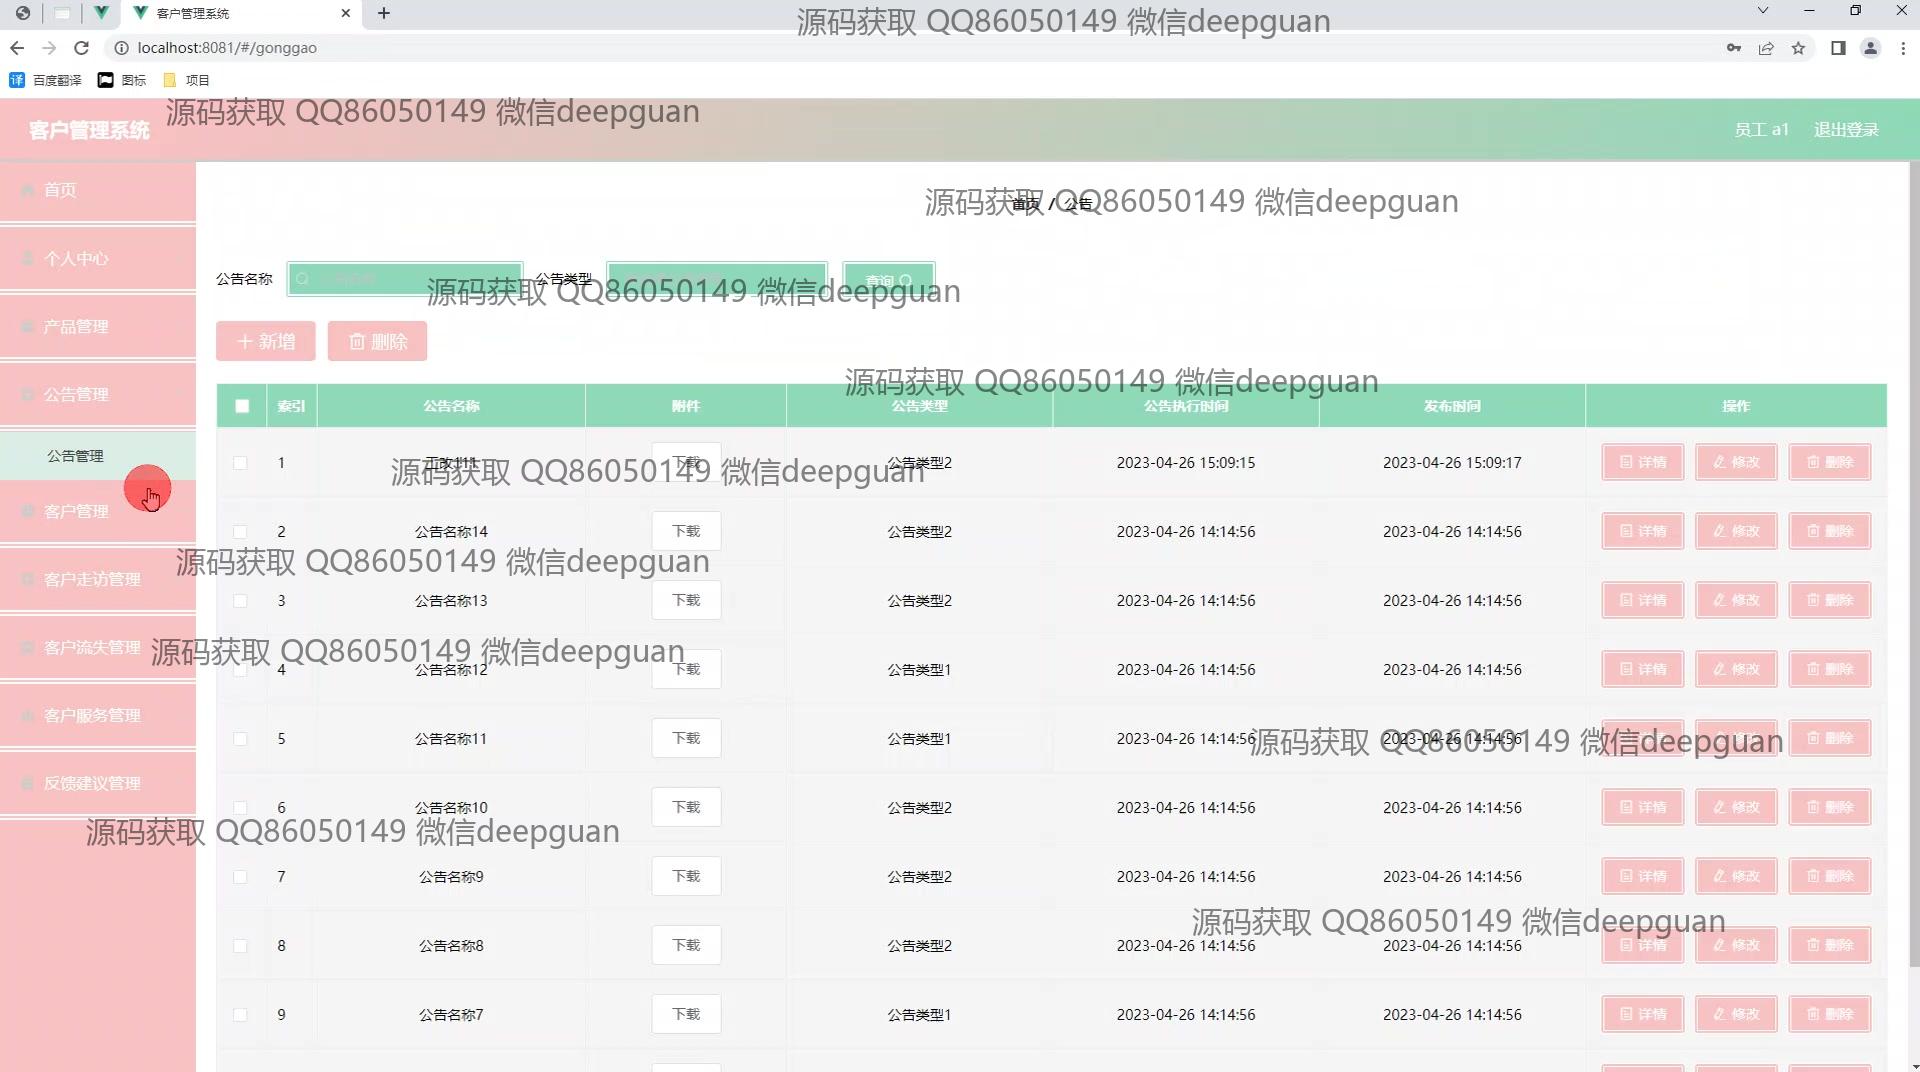 客户管理系统
源码获取 QQ86050149 微信deepguan
localhost:8081/#/gonggao
百度翻译 图标 项目
源码获取 QQ86050149 微信deepguan
客户管理系统
员工 a1 退出登录
首页
源码获取 QQ86050149 微信deepguan
首页 / 公告
个人中心
公告名称 公告类型 查询
源码获取 QQ86050149 微信deepguan
产品管理
新增 删除
公告管理
源码获取 QQ86050149 微信deepguan
索引 公告名称 附件 公告类型 公告执行时间 发布时间 操作
公告管理
1 下载 公告类型2 2023-04-26 15:09:15 2023-04-26 15:09:17 详情 修改 删除
源码获取 QQ86050149 微信deepguan
客户管理
2 公告名称14 下载 公告类型2 2023-04-26 14:14:56 2023-04-26 14:14:56 详情 修改 删除
源码获取 QQ86050149 微信deepguan
客户走访管理
3 公告名称13 下载 公告类型2 2023-04-26 14:14:56 2023-04-26 14:14:56 详情 修改 删除
客户流失管理
源码获取 QQ86050149 微信deepguan
4 公告名称12 下载 公告类型1 2023-04-26 14:14:56 2023-04-26 14:14:56 详情 修改 删除
客户服务管理
5 公告名称11 下载 公告类型1 2023-04-26 14:14:56 2023-04-26 14:14:56 详情 修改 删除
源码获取 QQ86050149 微信deepguan
反馈建议管理
6 公告名称10 下载 公告类型2 2023-04-26 14:14:56 2023-04-26 14:14:56 详情 修改 删除
源码获取 QQ86050149 微信deepguan
7 公告名称9 下载 公告类型2 2023-04-26 14:14:56 2023-04-26 14:14:56 详情 修改 删除
源码获取 QQ86050149 微信deepguan
8 公告名称8 下载 公告类型2 2023-04-26 14:14:56 2023-04-26 14:14:56 详情 修改 删除
9 公告名称7 下载 公告类型1 2023-04-26 14:14:56 2023-04-26 14:14:56 详情 修改 删除